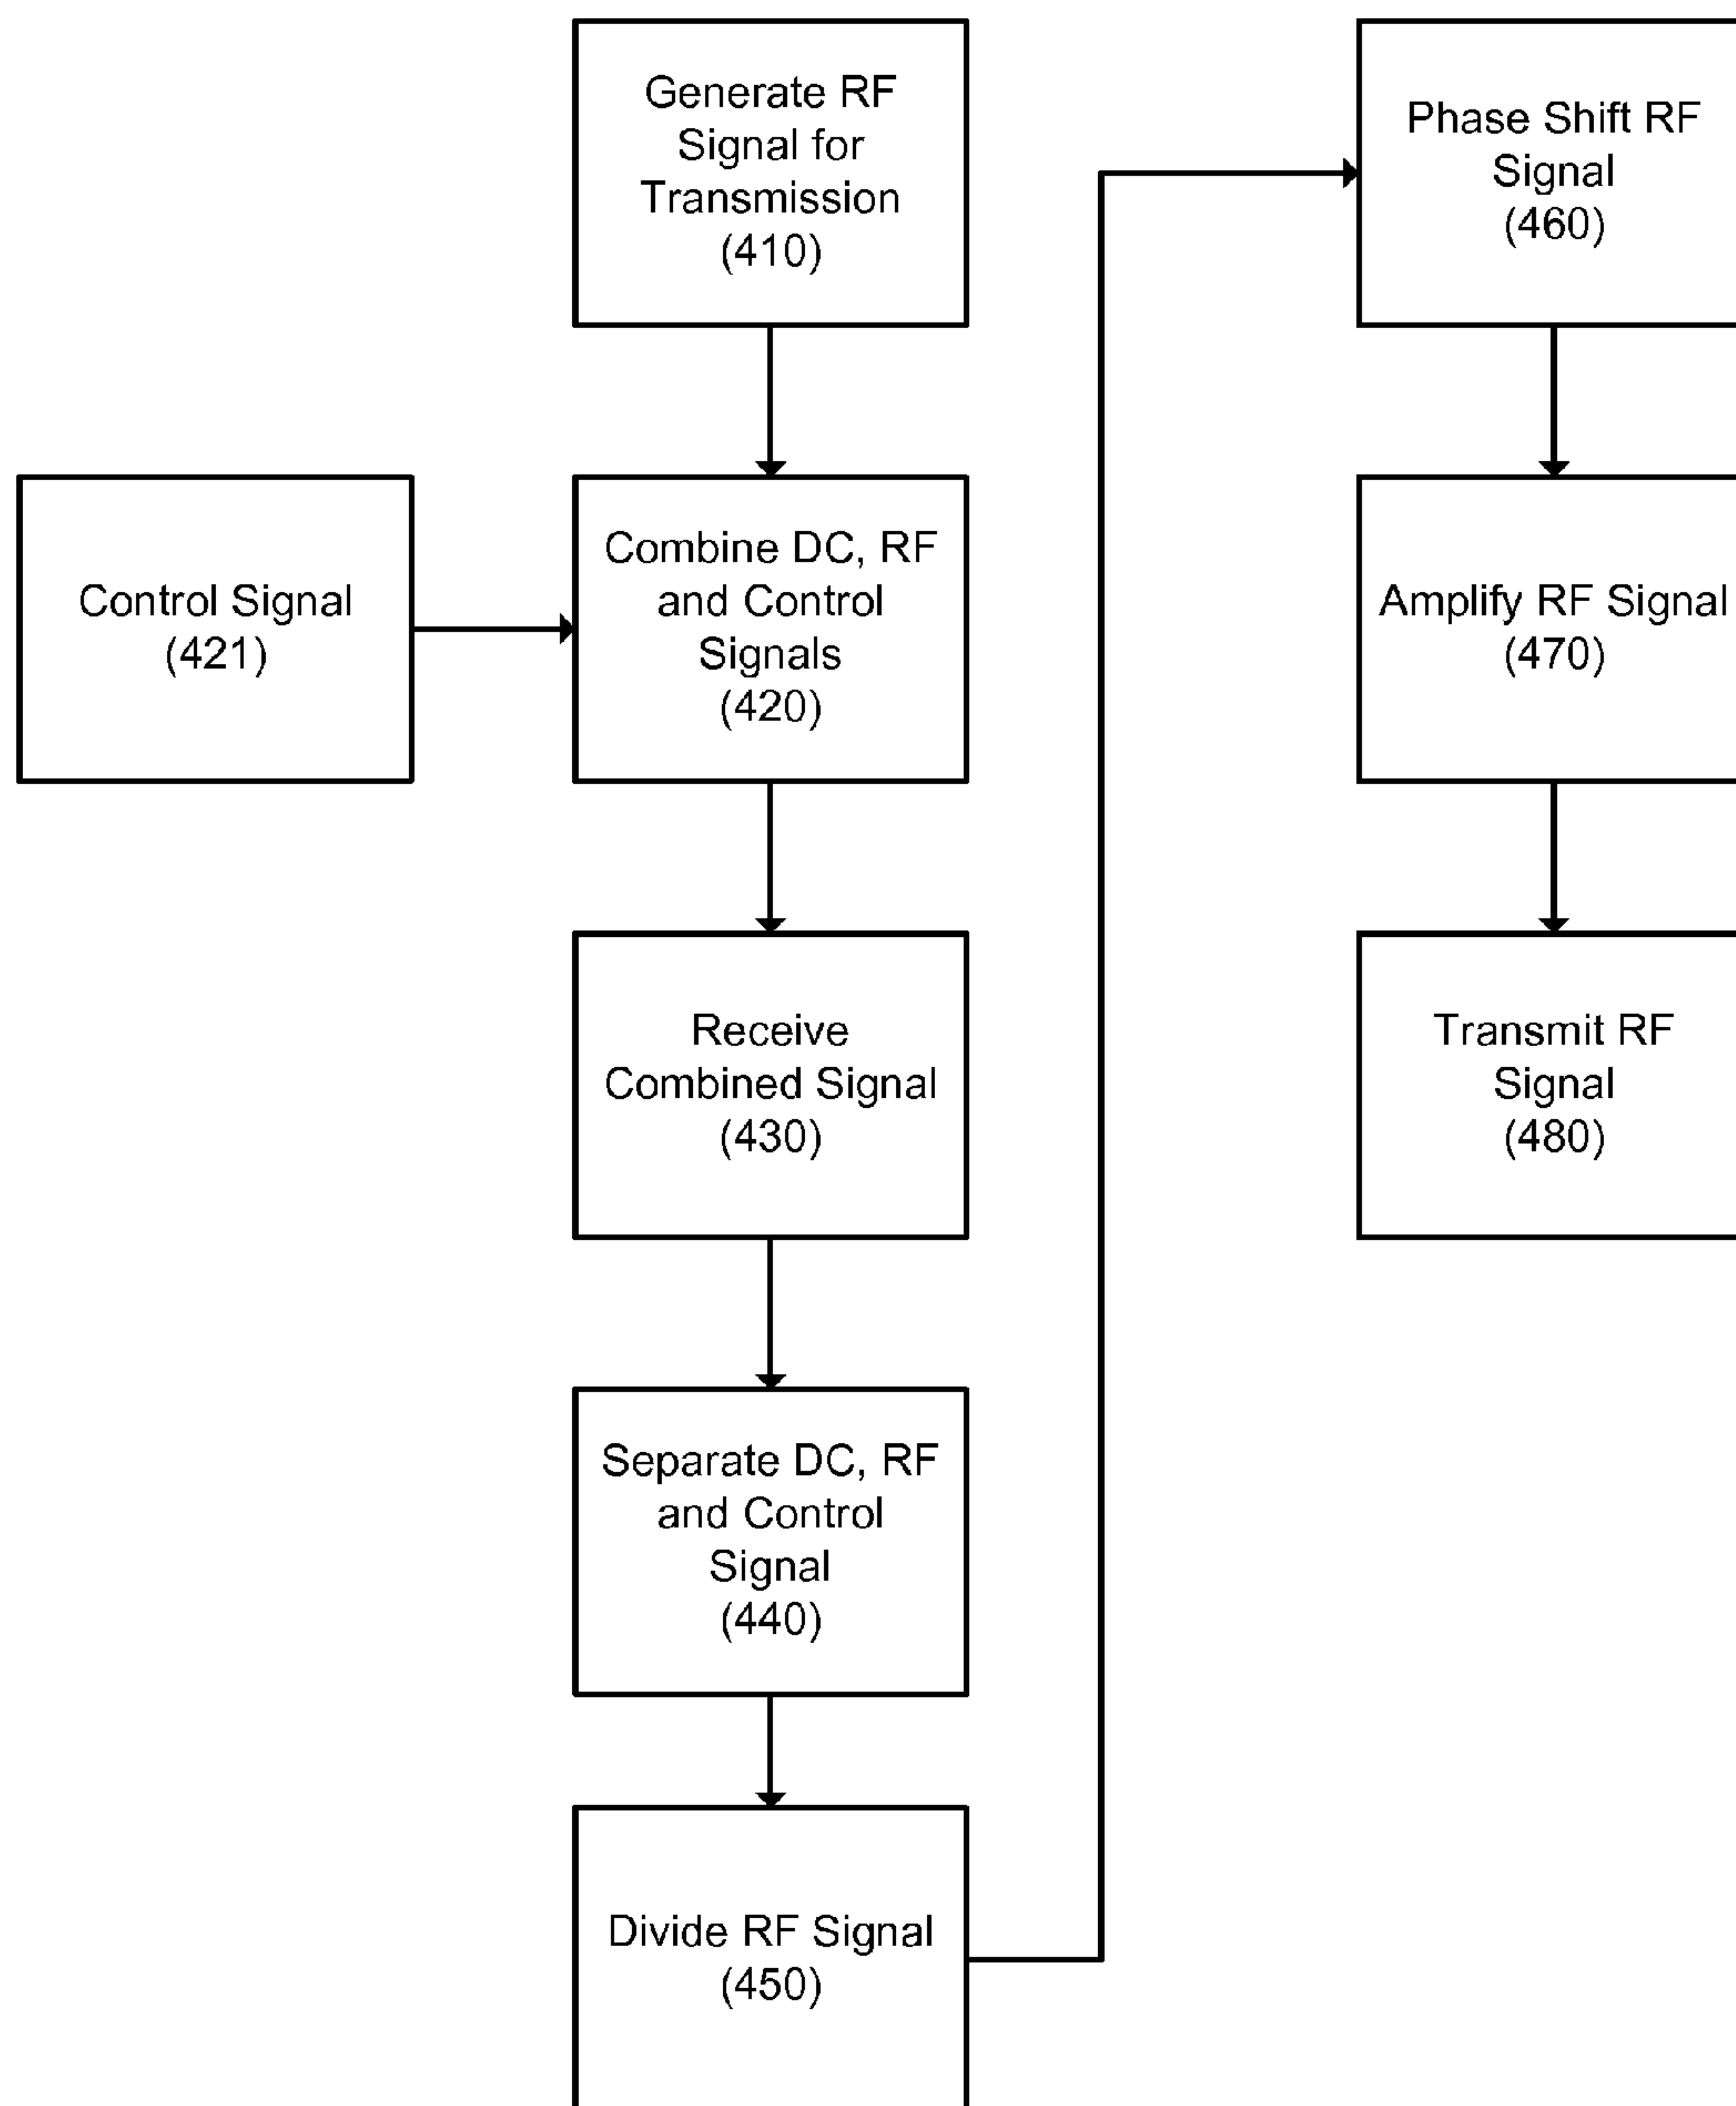 Generate RF
Signal for
Transmission
(410)
Control Signal
(421)
Combine DC, RF
and Control
Signals
(420)
Receive
Combined Signal
(430)
Separate DC, RF
and Control
Signal
(440)
Divide RF Signal
(450)
Phase Shift RF
Signal
(460)
Amplify RF Signal
(470)
Transmit RF
Signal
(480)